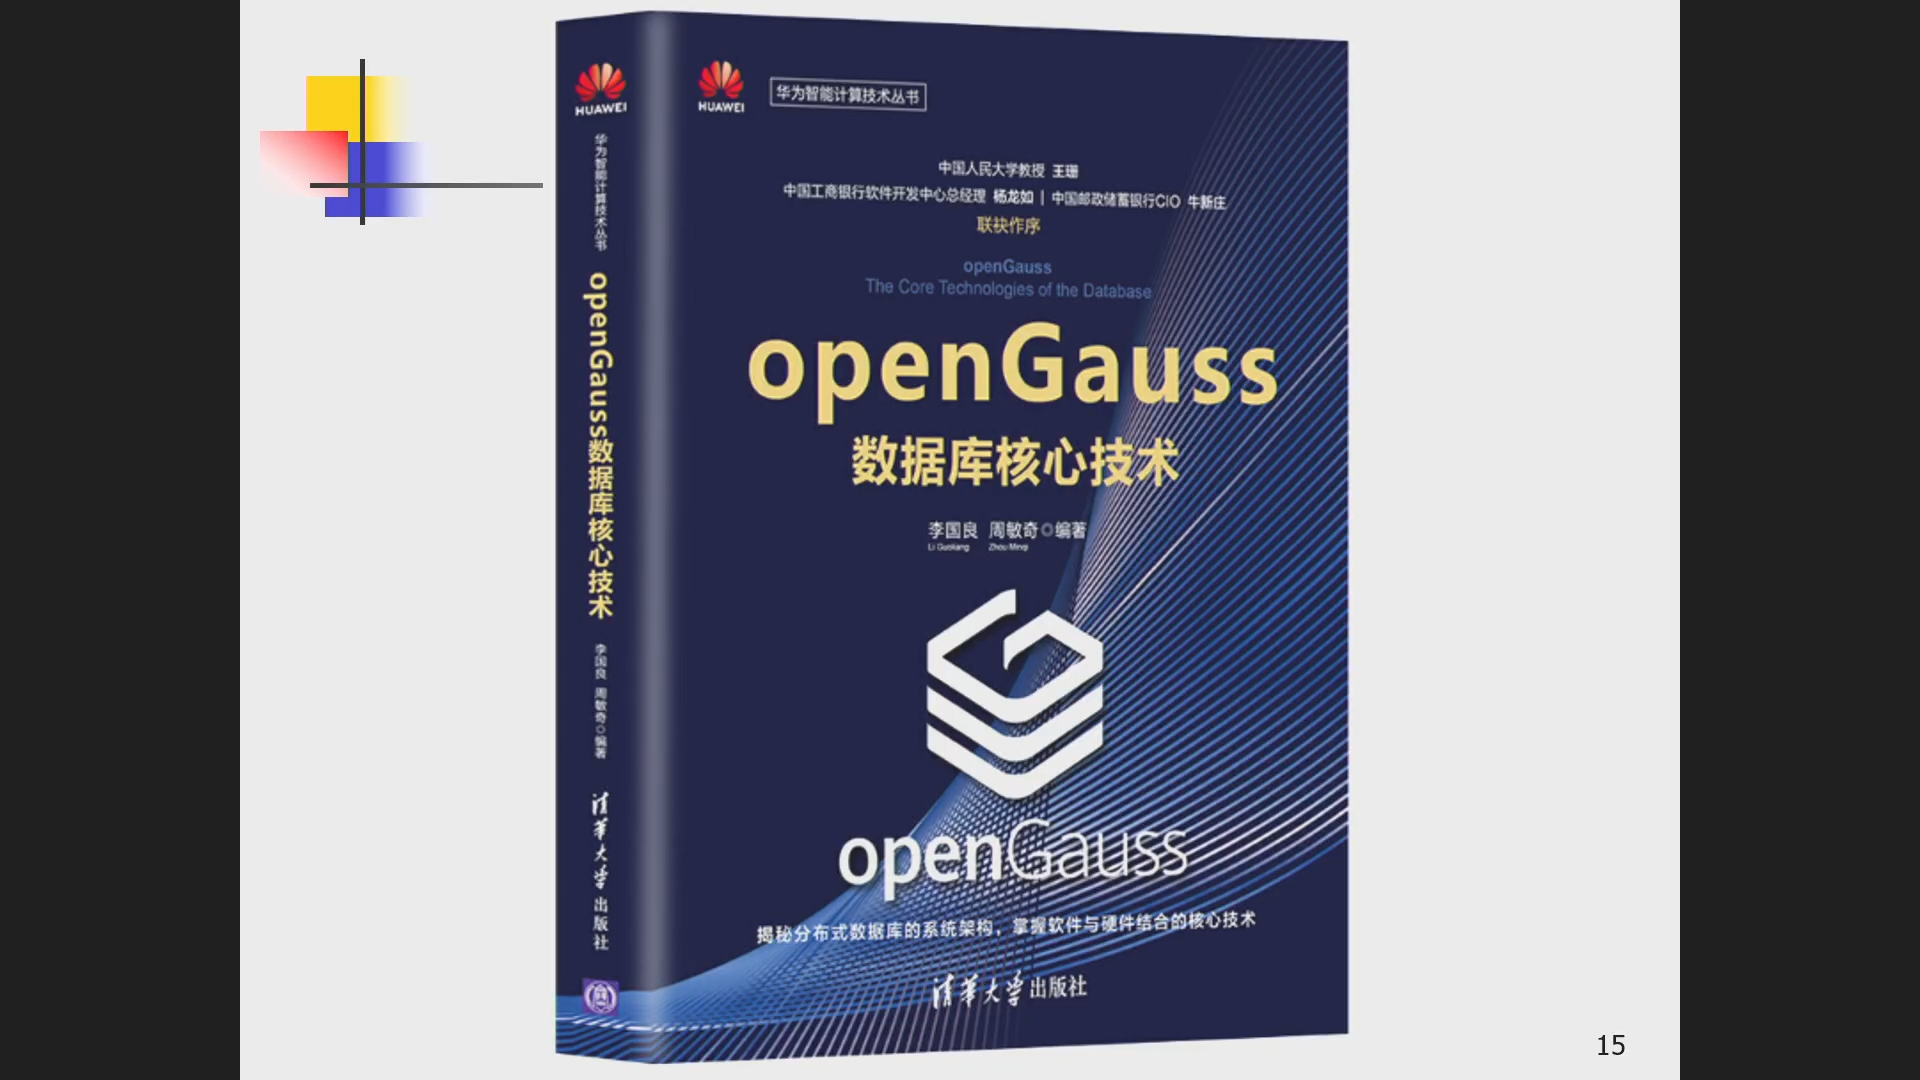 HUAWEI
华为智能计算技术丛书
openGauss数据库核心技术
李国良 周敏奇◎编著
清华大学出版社
HUAWEI
华为智能计算技术丛书
中国人民大学教授 王珊
中国工商银行软件开发中心总经理 杨龙如 | 中国邮政储蓄银行CIO 牛新庄
联袂作序
openGauss
The Core Technologies of the Database
openGauss
数据库核心技术
李国良 周敏奇◎编著
Li Guoliang Zhou Minqi
openGauss
揭秘分布式数据库的系统架构，掌握软件与硬件结合的核心技术
清华大学出版社
15